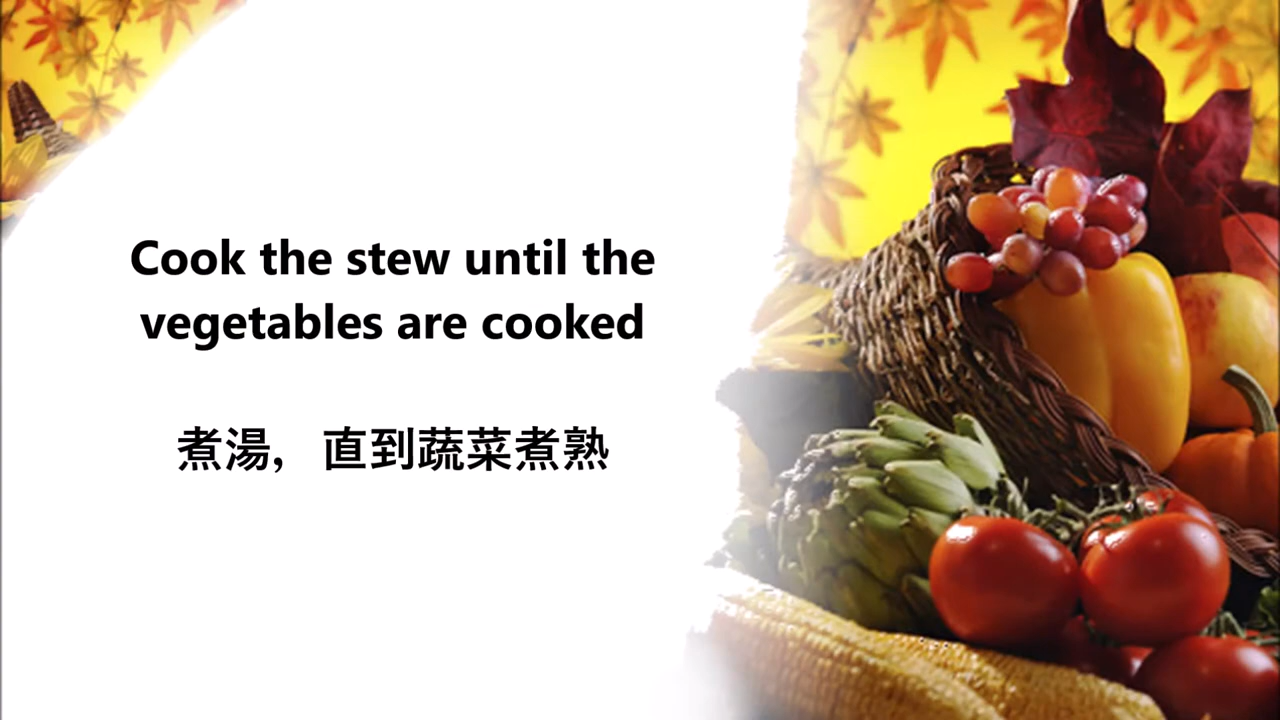 Cook the stew until the
vegetables are cooked
煮湯，直到蔬菜煮熟